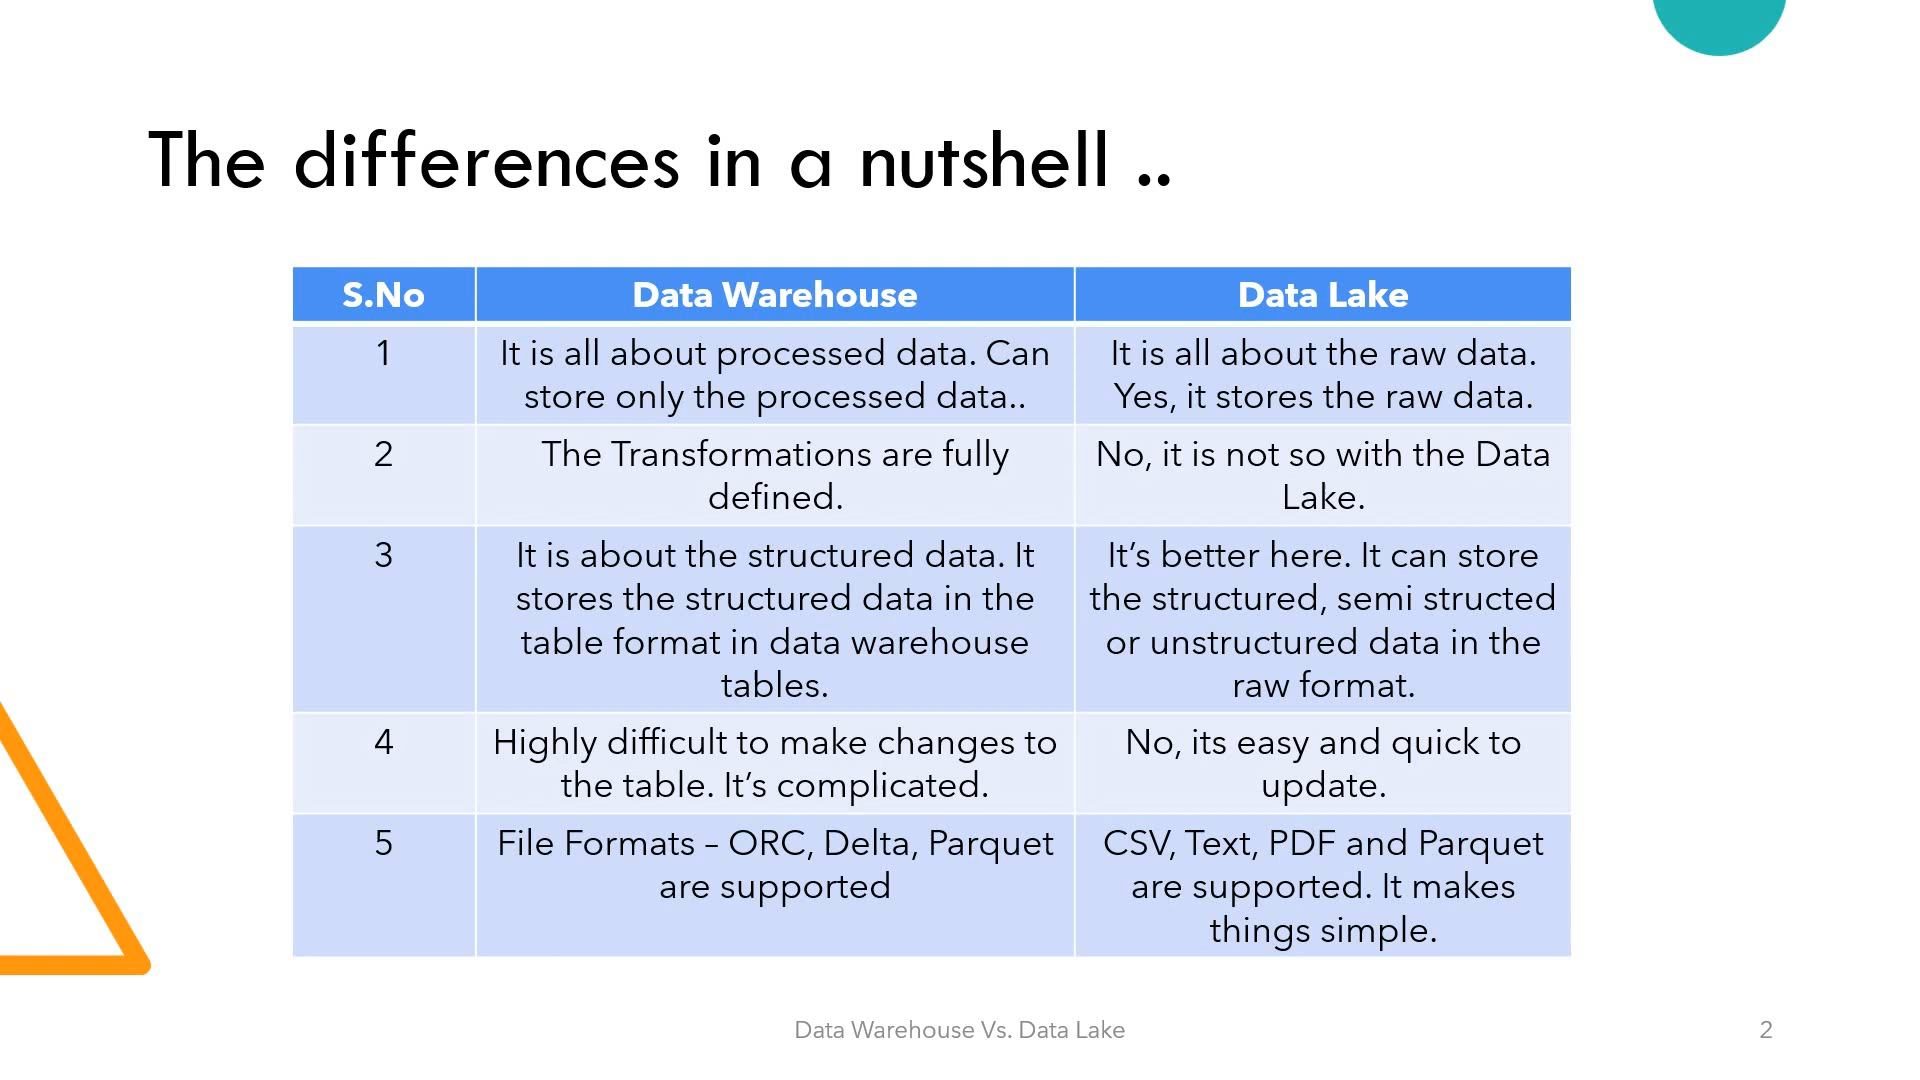 The differences in a nutshell ..
S.No Data Warehouse Data Lake
1 It is all about processed data. Can It is all about the raw data.
store only the processed data.. Yes, it stores the raw data.
2 The Transformations are fully No, it is not so with the Data
defined. Lake.
3 It is about the structured data. It It’s better here. It can store
stores the structured data in the the structured, semi structed
table format in data warehouse or unstructured data in the
tables. raw format.
4 Highly difficult to make changes to No, its easy and quick to
the table. It’s complicated. update.
5 File Formats – ORC, Delta, Parquet CSV, Text, PDF and Parquet
are supported are supported. It makes
things simple.
Data Warehouse Vs. Data Lake 2